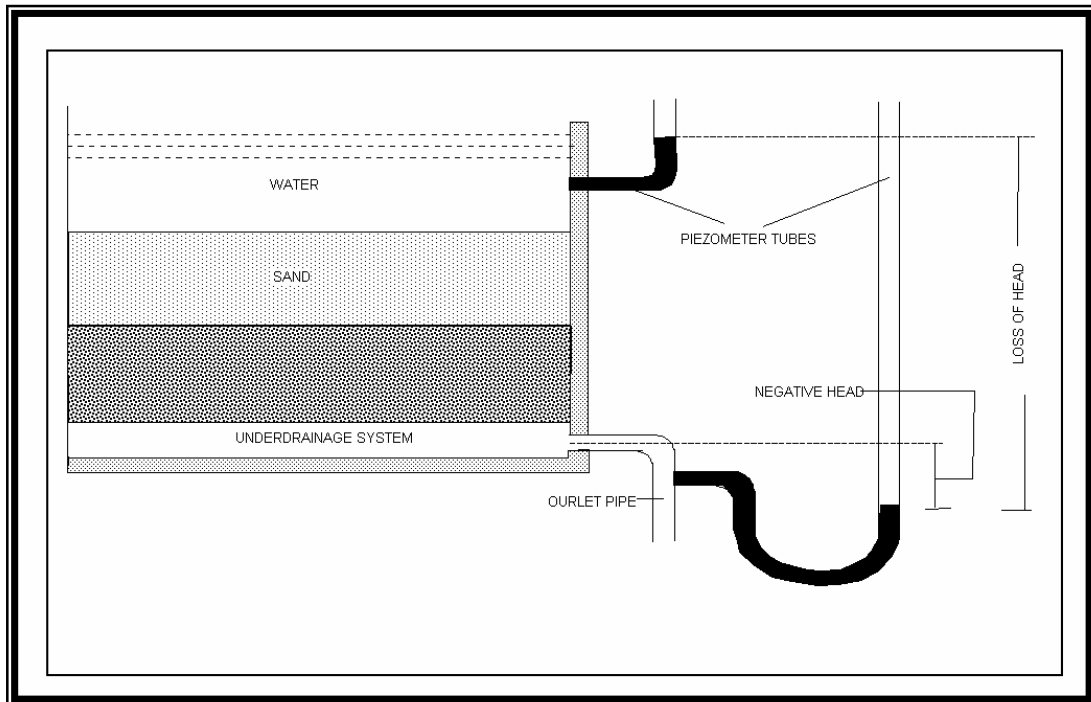 WATER
PIEZOMETER TUBES
SAND
LOSS OF HEAD
NEGATIVE HEAD
UNDERDRAINAGE SYSTEM
OURLET PIPE